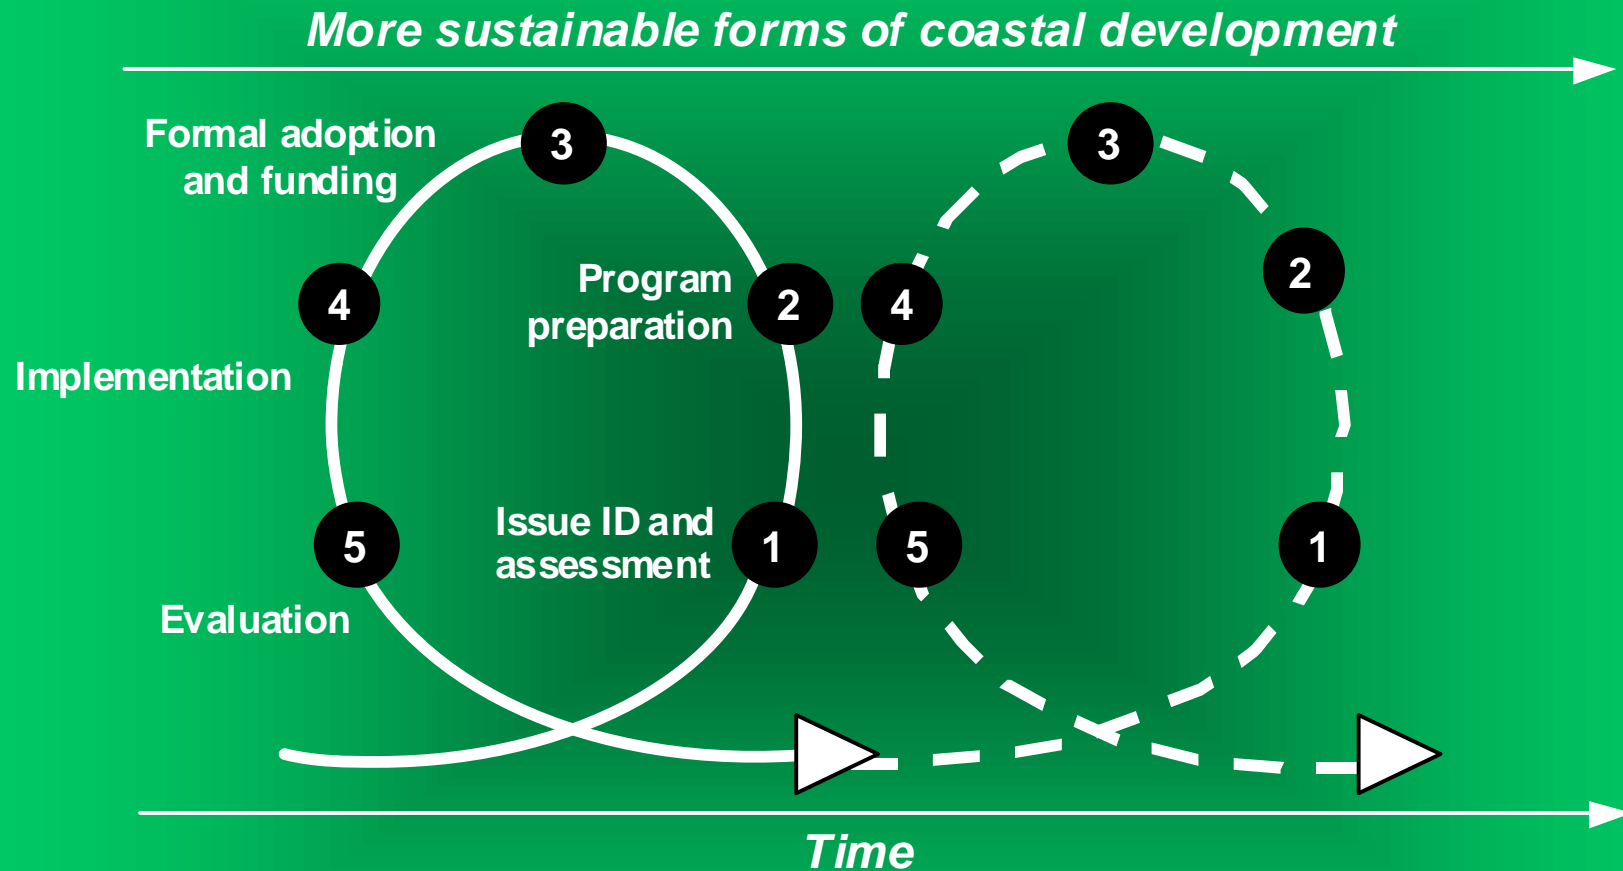 More sustainable forms of coastal development
Formal adoption
and funding
3
3
4
Program
preparation
2
4
2
Implementation
5
Issue ID and
assessment
1
5
1
Evaluation
Time